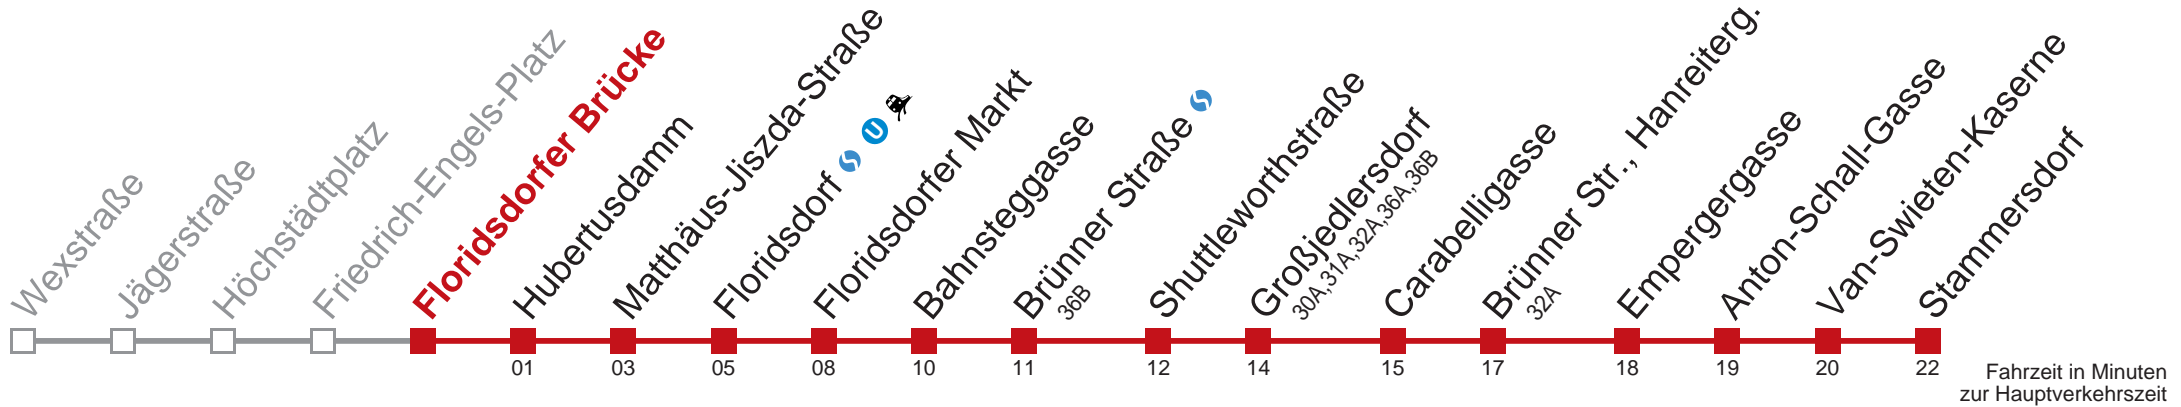 Wexstraße
Jägerstraße
Höchstädtplatz
Friedrich-Engels-Platz
Floridsdorfer Brücke
Hubertusdamm
Matthäus-Jiszda-Straße
Floridsdorf S U
Floridsdorfer Markt
Bahnsteggasse
Brünner Straße S
36B
Shuttleworthstraße
Großjedlersdorf
30A,31A,32A,36A,36B
Carabelligasse
Brünner Str., Hanreiterg.
32A
Empergergasse
Anton-Schall-Gasse
Van-Swieten-Kaserne
Stammersdorf
01 03 05 08 10 11 12 14 15 17 18 19 20 22
Fahrzeit in Minuten
zur Hauptverkehrszeit